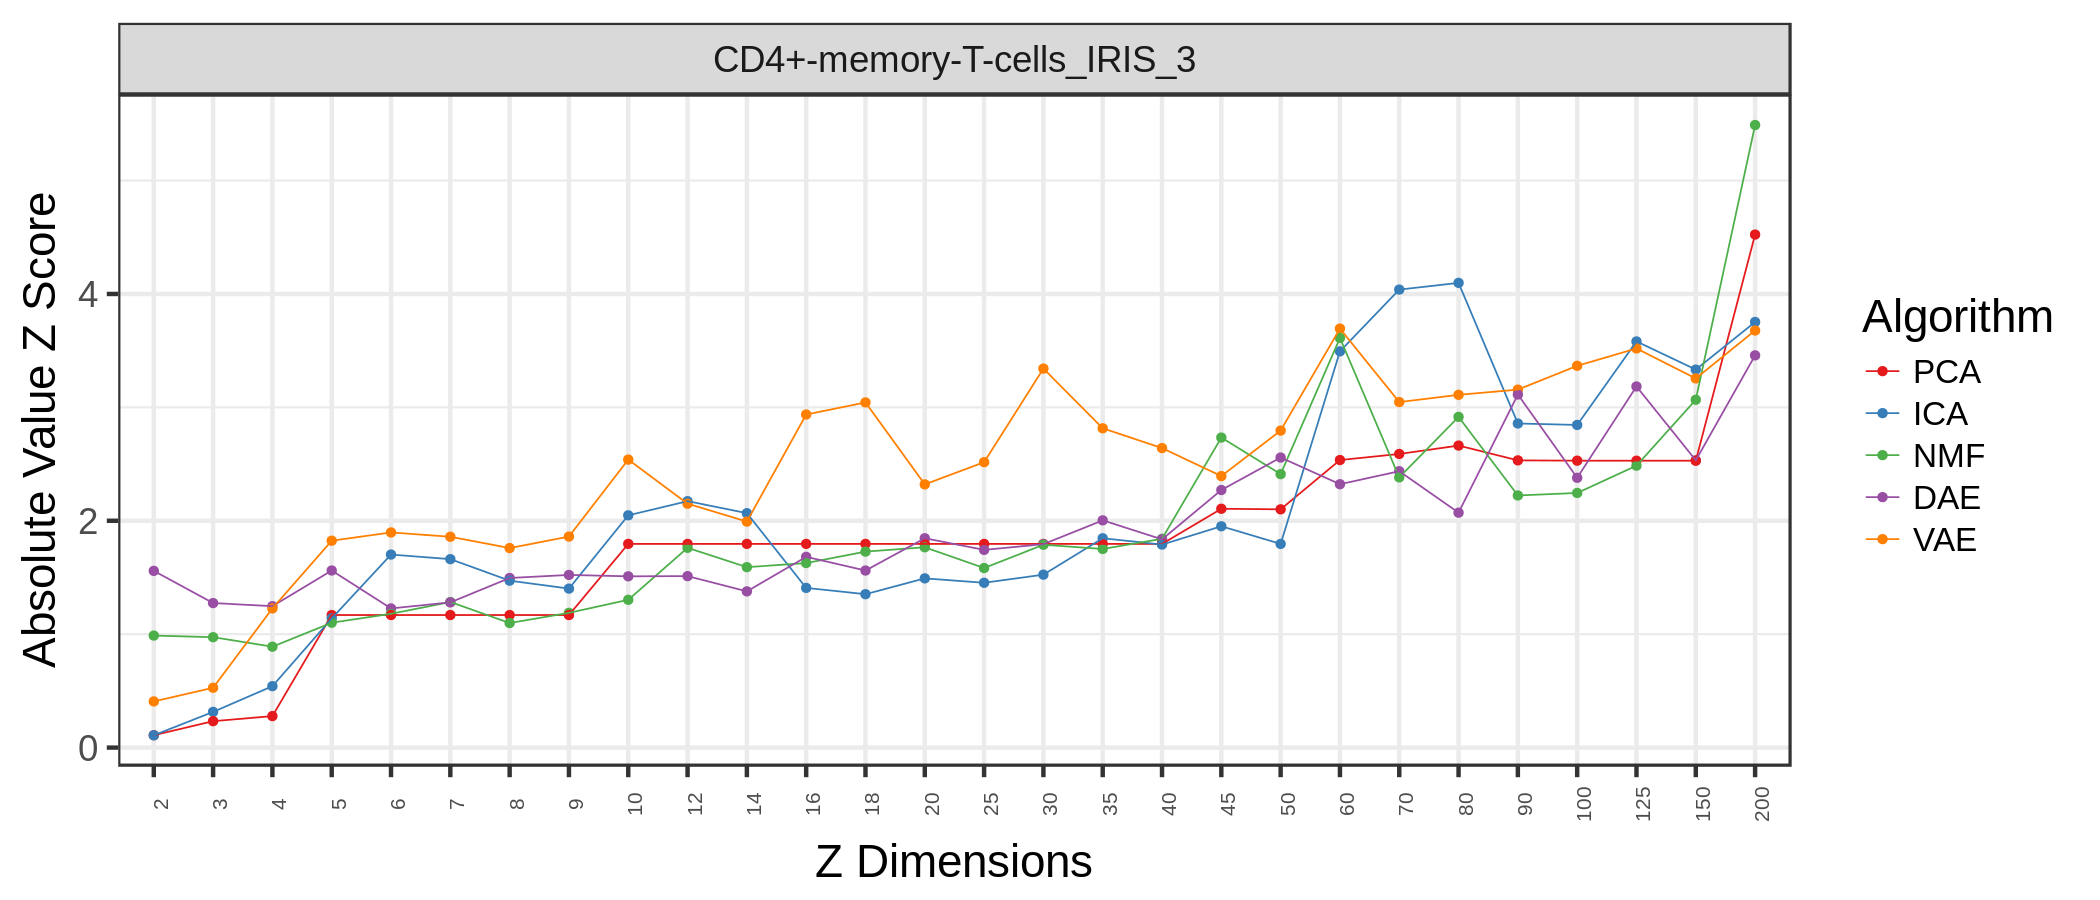 CD4+-memory-T-cells_IRIS_3
Absolute Value Z Score
4
2
0
2 3 4 5 6 7 8 9 10 12 14 16 18 20 25 30 35 40 45 50 60 70 80 90 100 125 150 200
Z Dimensions
Algorithm
PCA
ICA
NMF
DAE
VAE